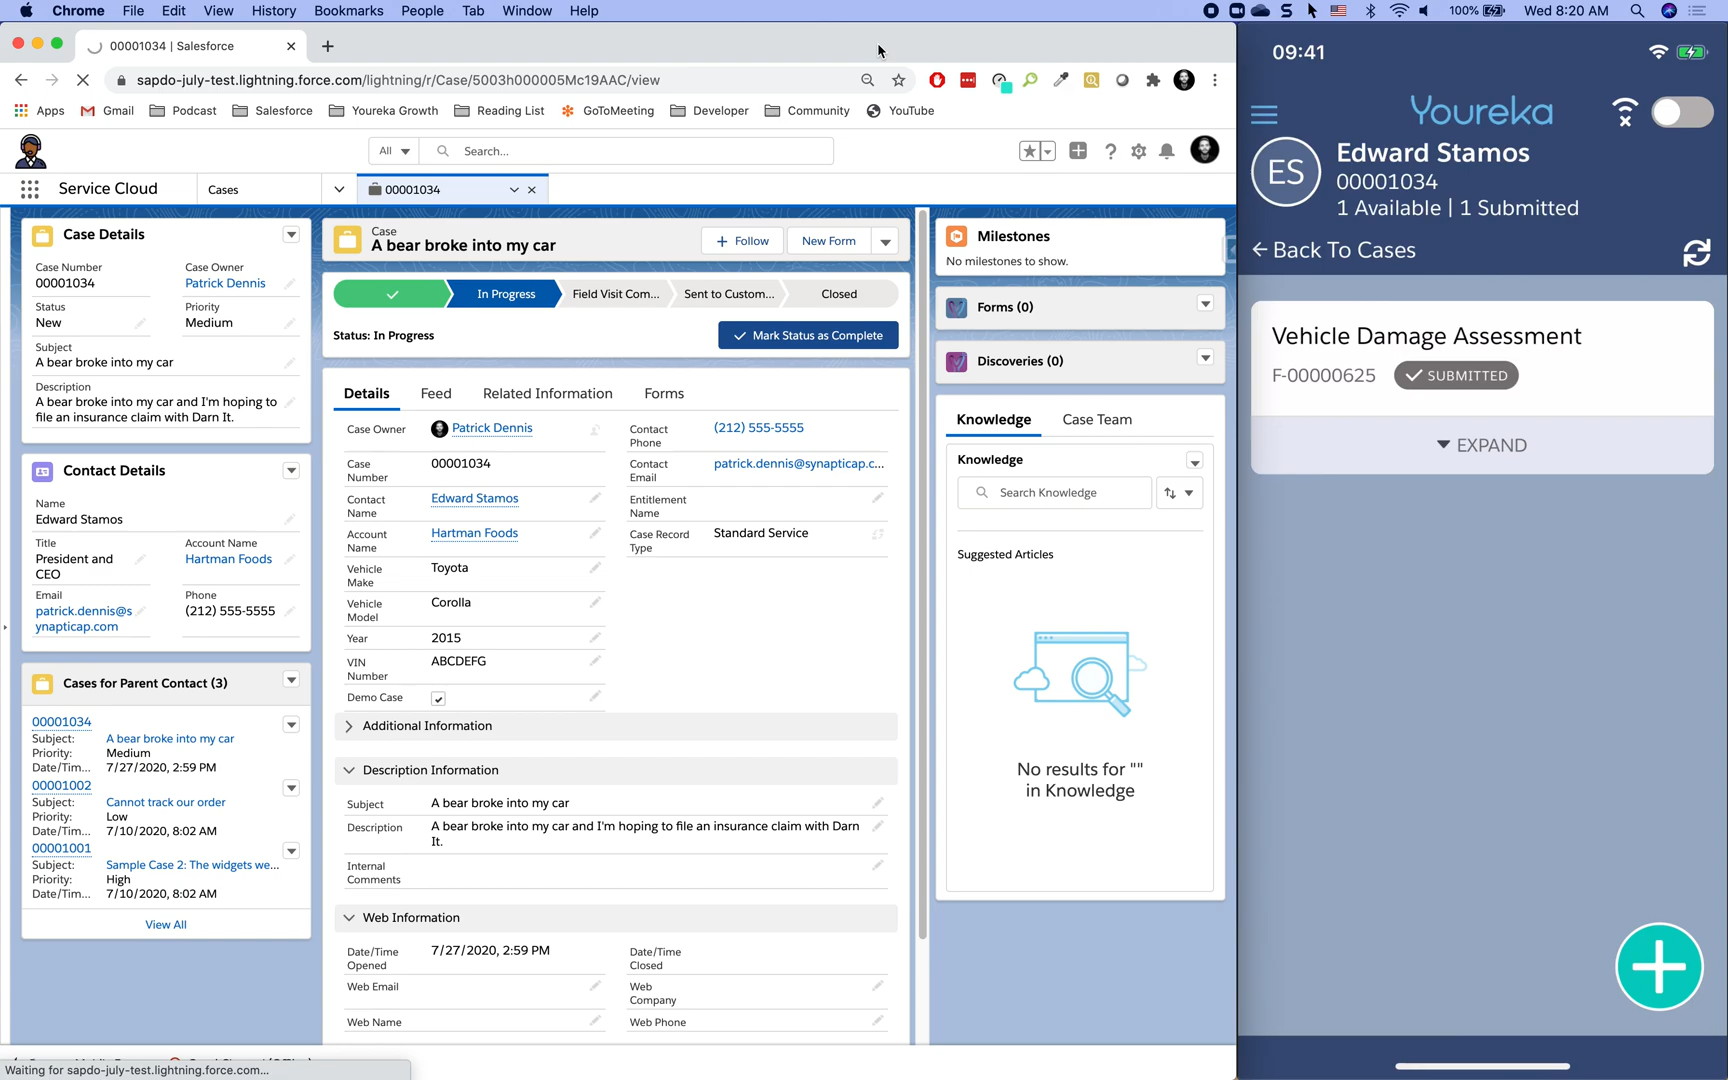 Chrome File Edit View History Bookmarks People Tab Window Help
S 100% Wed 8:20 AM
00001034 | Salesforce
sapdo-july-test.lightning.force.com/lightning/r/Case/5003h000005Mc19AAC/view
Apps Gmail Podcast Salesforce Youreka Growth Reading List GoToMeeting Developer Community YouTube
All Search...
Service Cloud Cases 00001034
Case Details
Case Number
00001034
Case Owner
Patrick Dennis
Status
New
Priority
Medium
Subject
A bear broke into my car
Description
A bear broke into my car and I'm hoping to
file an insurance claim with Darn It.
Contact Details
Name
Edward Stamos
Title
President and
CEO
Account Name
Hartman Foods
Email
patrick.dennis@s
ynapticap.com
Phone
(212) 555-5555
Cases for Parent Contact (3)
00001034
Subject: A bear broke into my car
Priority: Medium
Date/Tim... 7/27/2020, 2:59 PM
00001002
Subject: Cannot track our order
Priority: Low
Date/Tim... 7/10/2020, 8:02 AM
00001001
Subject: Sample Case 2: The widgets we...
Priority: High
Date/Tim... 7/10/2020, 8:02 AM
View All
Case
A bear broke into my car
+ Follow New Form
In Progress Field Visit Com... Sent to Custom... Closed
Status: In Progress
Mark Status as Complete
Details Feed Related Information Forms
Case Owner Patrick Dennis
Case
Number
00001034
Contact
Name
Edward Stamos
Account
Name
Hartman Foods
Vehicle
Make
Toyota
Vehicle
Model
Corolla
Year 2015
VIN
Number
ABCDEFG
Demo Case
Contact
Phone
(212) 555-5555
Contact
Email
patrick.dennis@synapticap.c...
Entitlement
Name
Case Record
Type
Standard Service
Additional Information
Description Information
Subject A bear broke into my car
Description A bear broke into my car and I'm hoping to file an insurance claim with Darn
It.
Internal
Comments
Web Information
Date/Time
Opened
7/27/2020, 2:59 PM
Date/Time
Closed
Web Email
Web
Company
Web Name
Web Phone
Milestones
No milestones to show.
Forms (0)
Discoveries (0)
Knowledge Case Team
Knowledge
Search Knowledge
Suggested Articles
No results for ""
in Knowledge
Waiting for sapdo-july-test.lightning.force.com...
09:41
Youreka
ES
Edward Stamos
00001034
1 Available | 1 Submitted
Back To Cases
Vehicle Damage Assessment
F-00000625 SUBMITTED
EXPAND